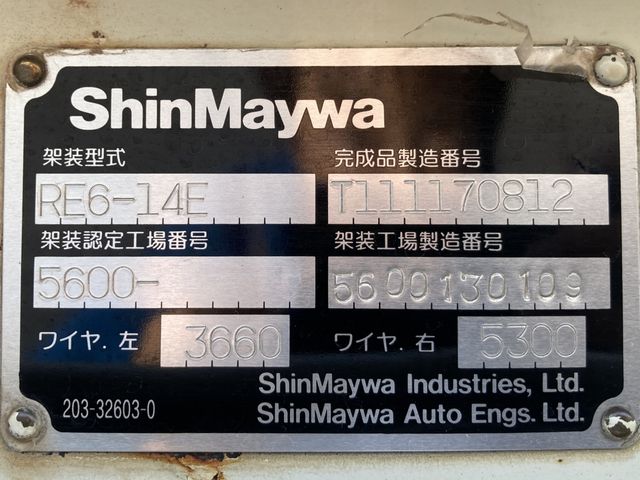 ShinMaywa
架装型式 完成品製造番号
RE6-14E T111170812
架装認定工場番号 架装工場製造番号
5600- 5600130109
ワイヤ.左 3660 ワイヤ.右 5300
ShinMaywa Industries, Ltd.
203-32603-0 ShinMaywa Auto Engs. Ltd.